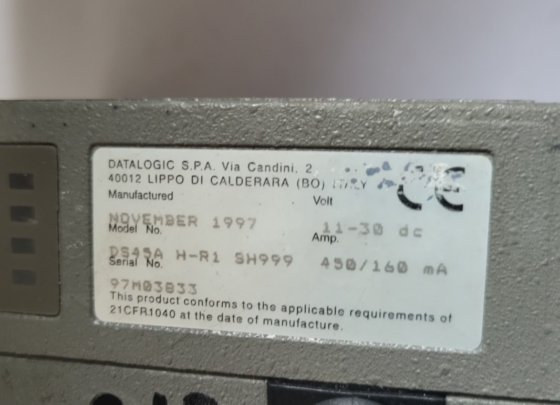 DATALOGIC S.P.A. Via Candini, 2
40012 LIPPO DI CALDERARA (BO) ITALY
CE
Manufactured Volt
NOVEMBER 1997 11-30 dc
Model No. Amp.
DS45A H-R1 SH999 450/160 mA
Serial No.
97M03833
This product conforms to the applicable requirements of
21CFR1040 at the date of manufacture.